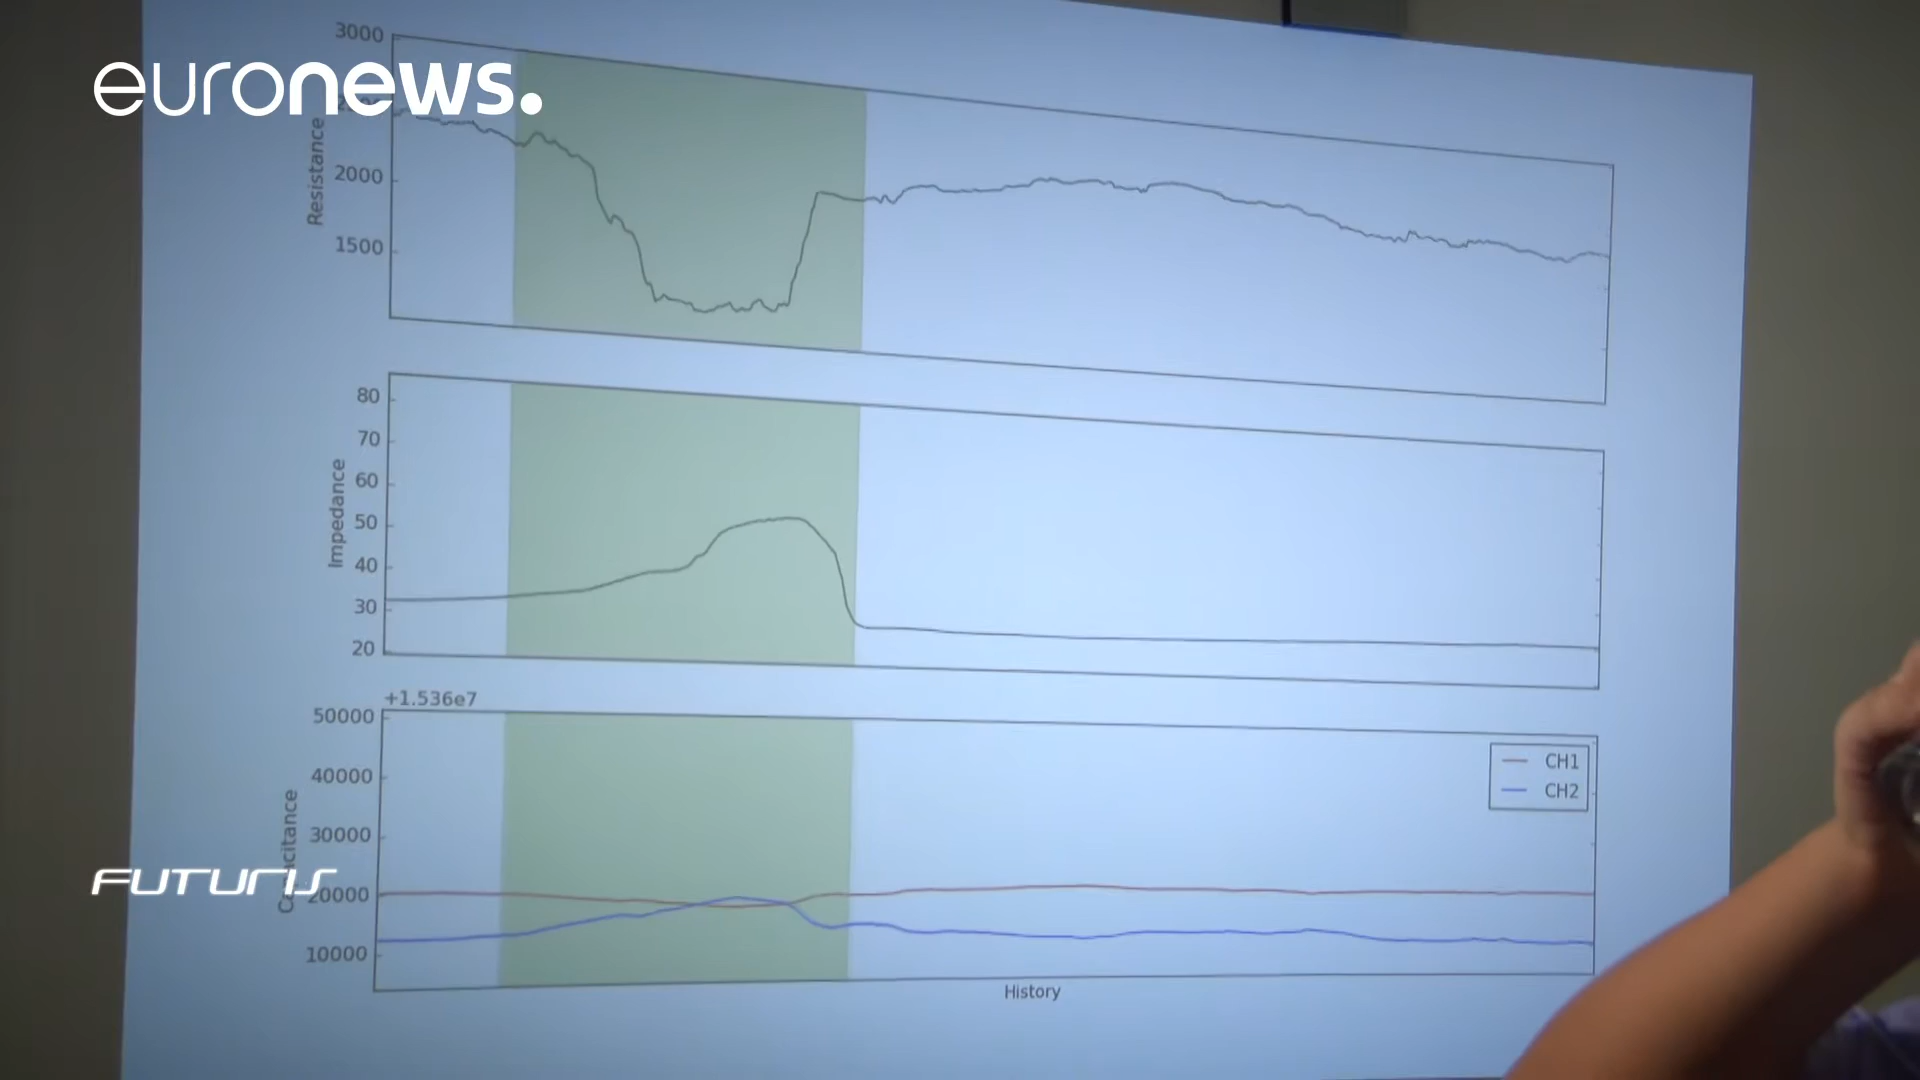 euronews.
3000
2000
1500
Resistance
80
70
60
50
40
30
20
Impedance
+1.536e7
50000
40000
30000
20000
10000
CH1
CH2
FUTURIS
History